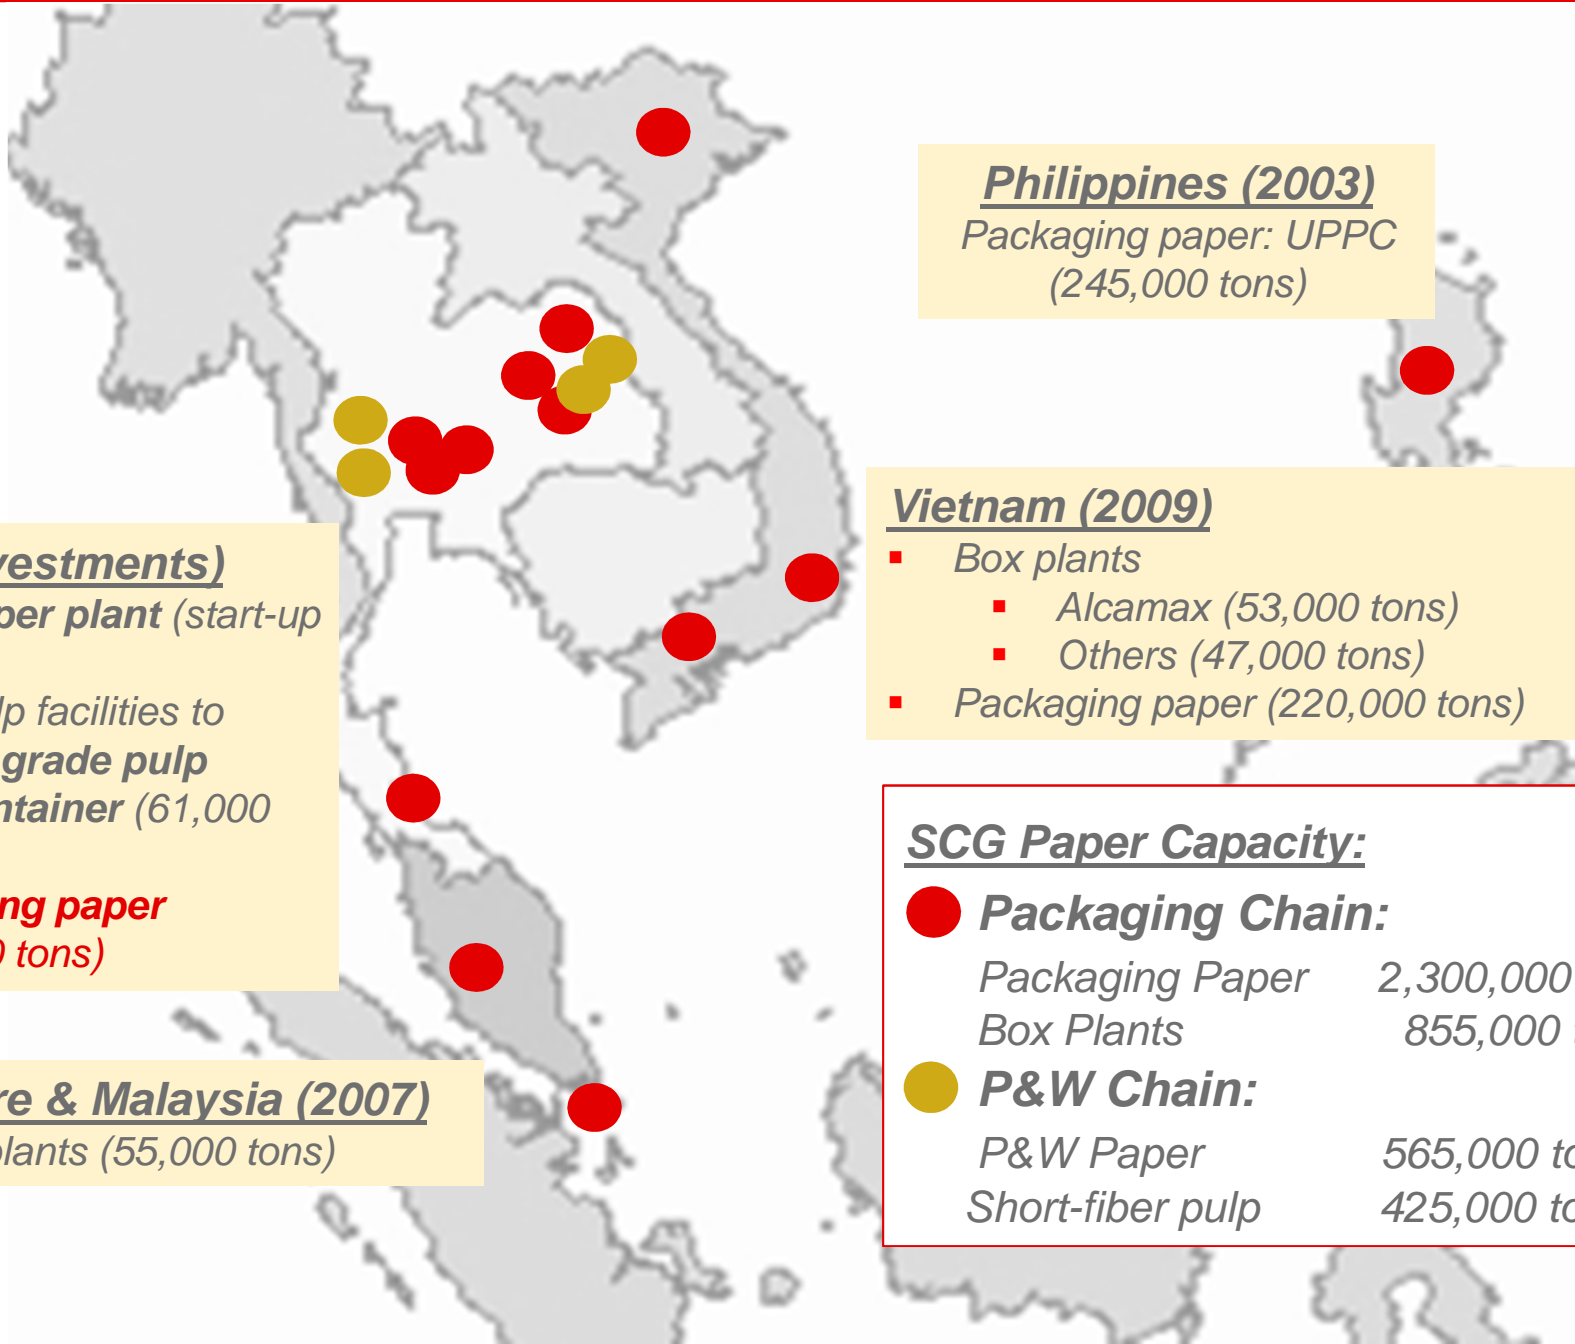 Philippines (2003)
Packaging paper: UPPC
(245,000 tons)
Vietnam (2009)
Box plants
Alcamax (53,000 tons)
Others (47,000 tons)
Packaging paper (220,000 tons)
vestments)
per plant (start-up
lp facilities to
grade pulp
ntainer (61,000
ng paper
0 tons)
re & Malaysia (2007)
plants (55,000 tons)
SCG Paper Capacity:
Packaging Chain:
Packaging Paper 2,300,000
Box Plants 855,000
P&W Chain:
P&W Paper 565,000 to
Short-fiber pulp 425,000 to